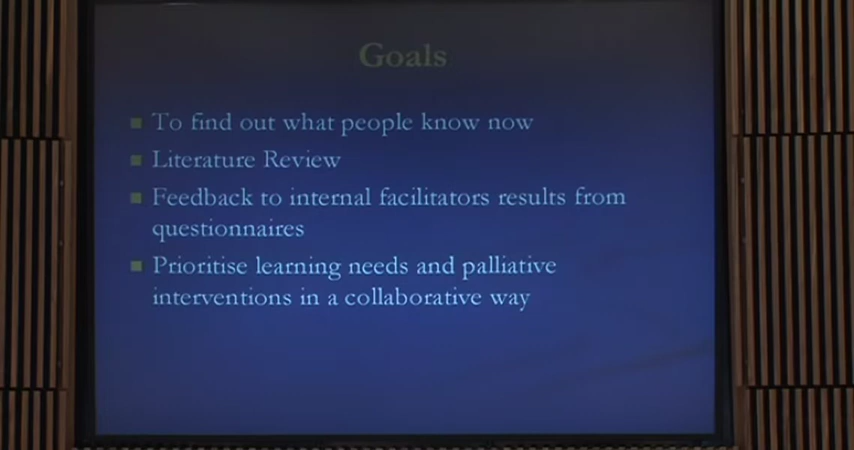 Goals
To find out what people know now
Literature Review
Feedback to internal facilitators results from
questionnaires
Prioritise learning needs and palliative
interventions in a collaborative way